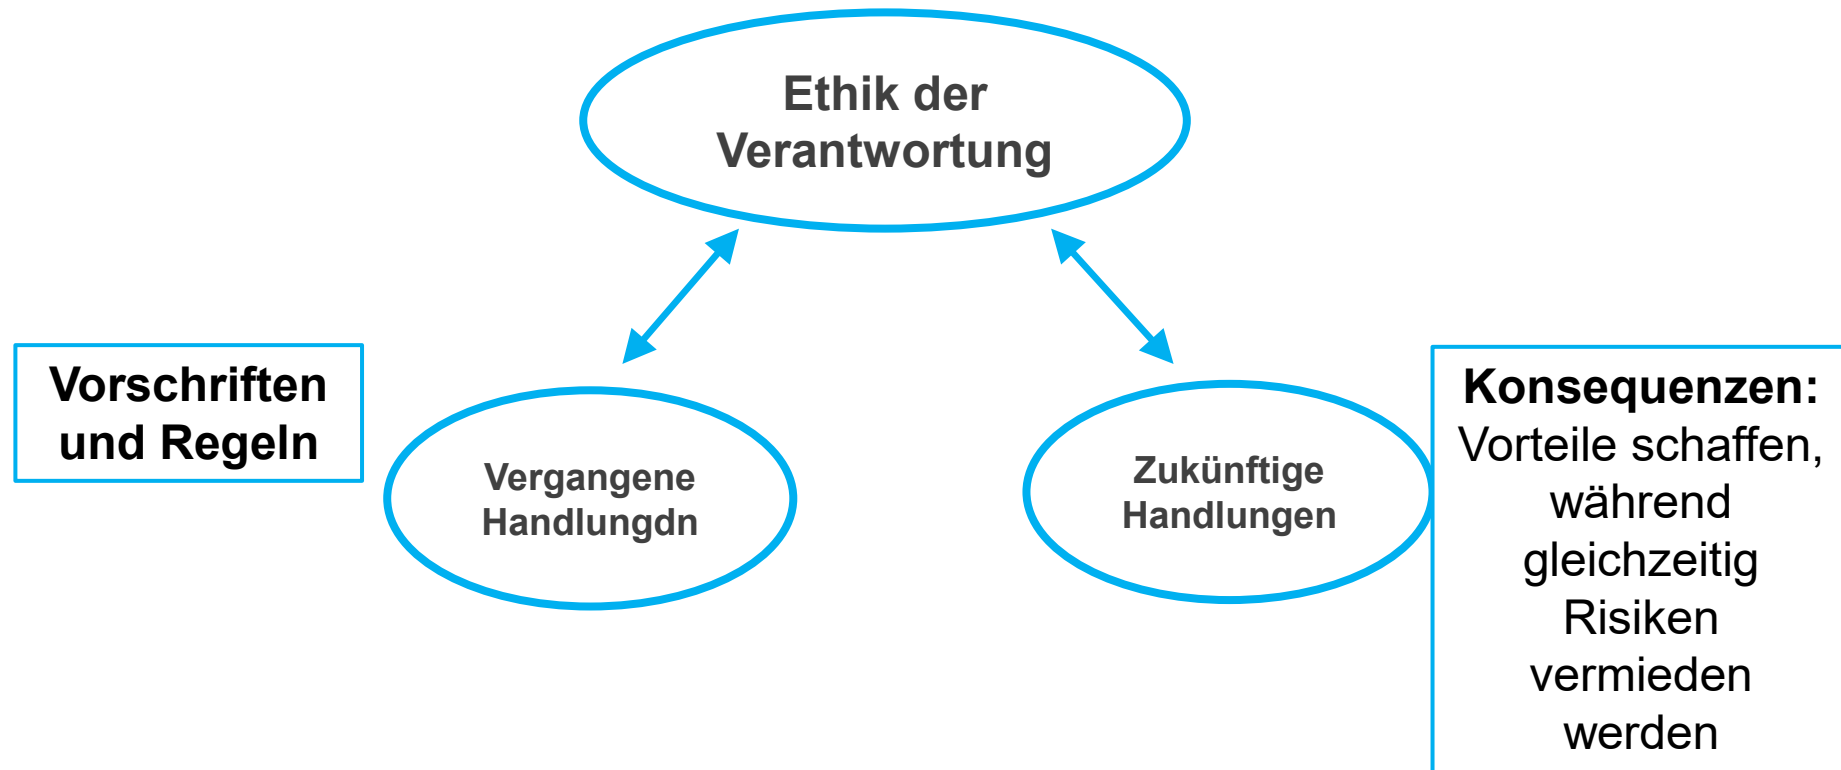 Ethik der
Verantwortung
Vorschriften
und Regeln
Vergangene
Handlungdn
Zukünftige
Handlungen
Konsequenzen:
Vorteile schaffen,
während
gleichzeitig
Risiken
vermieden
werden